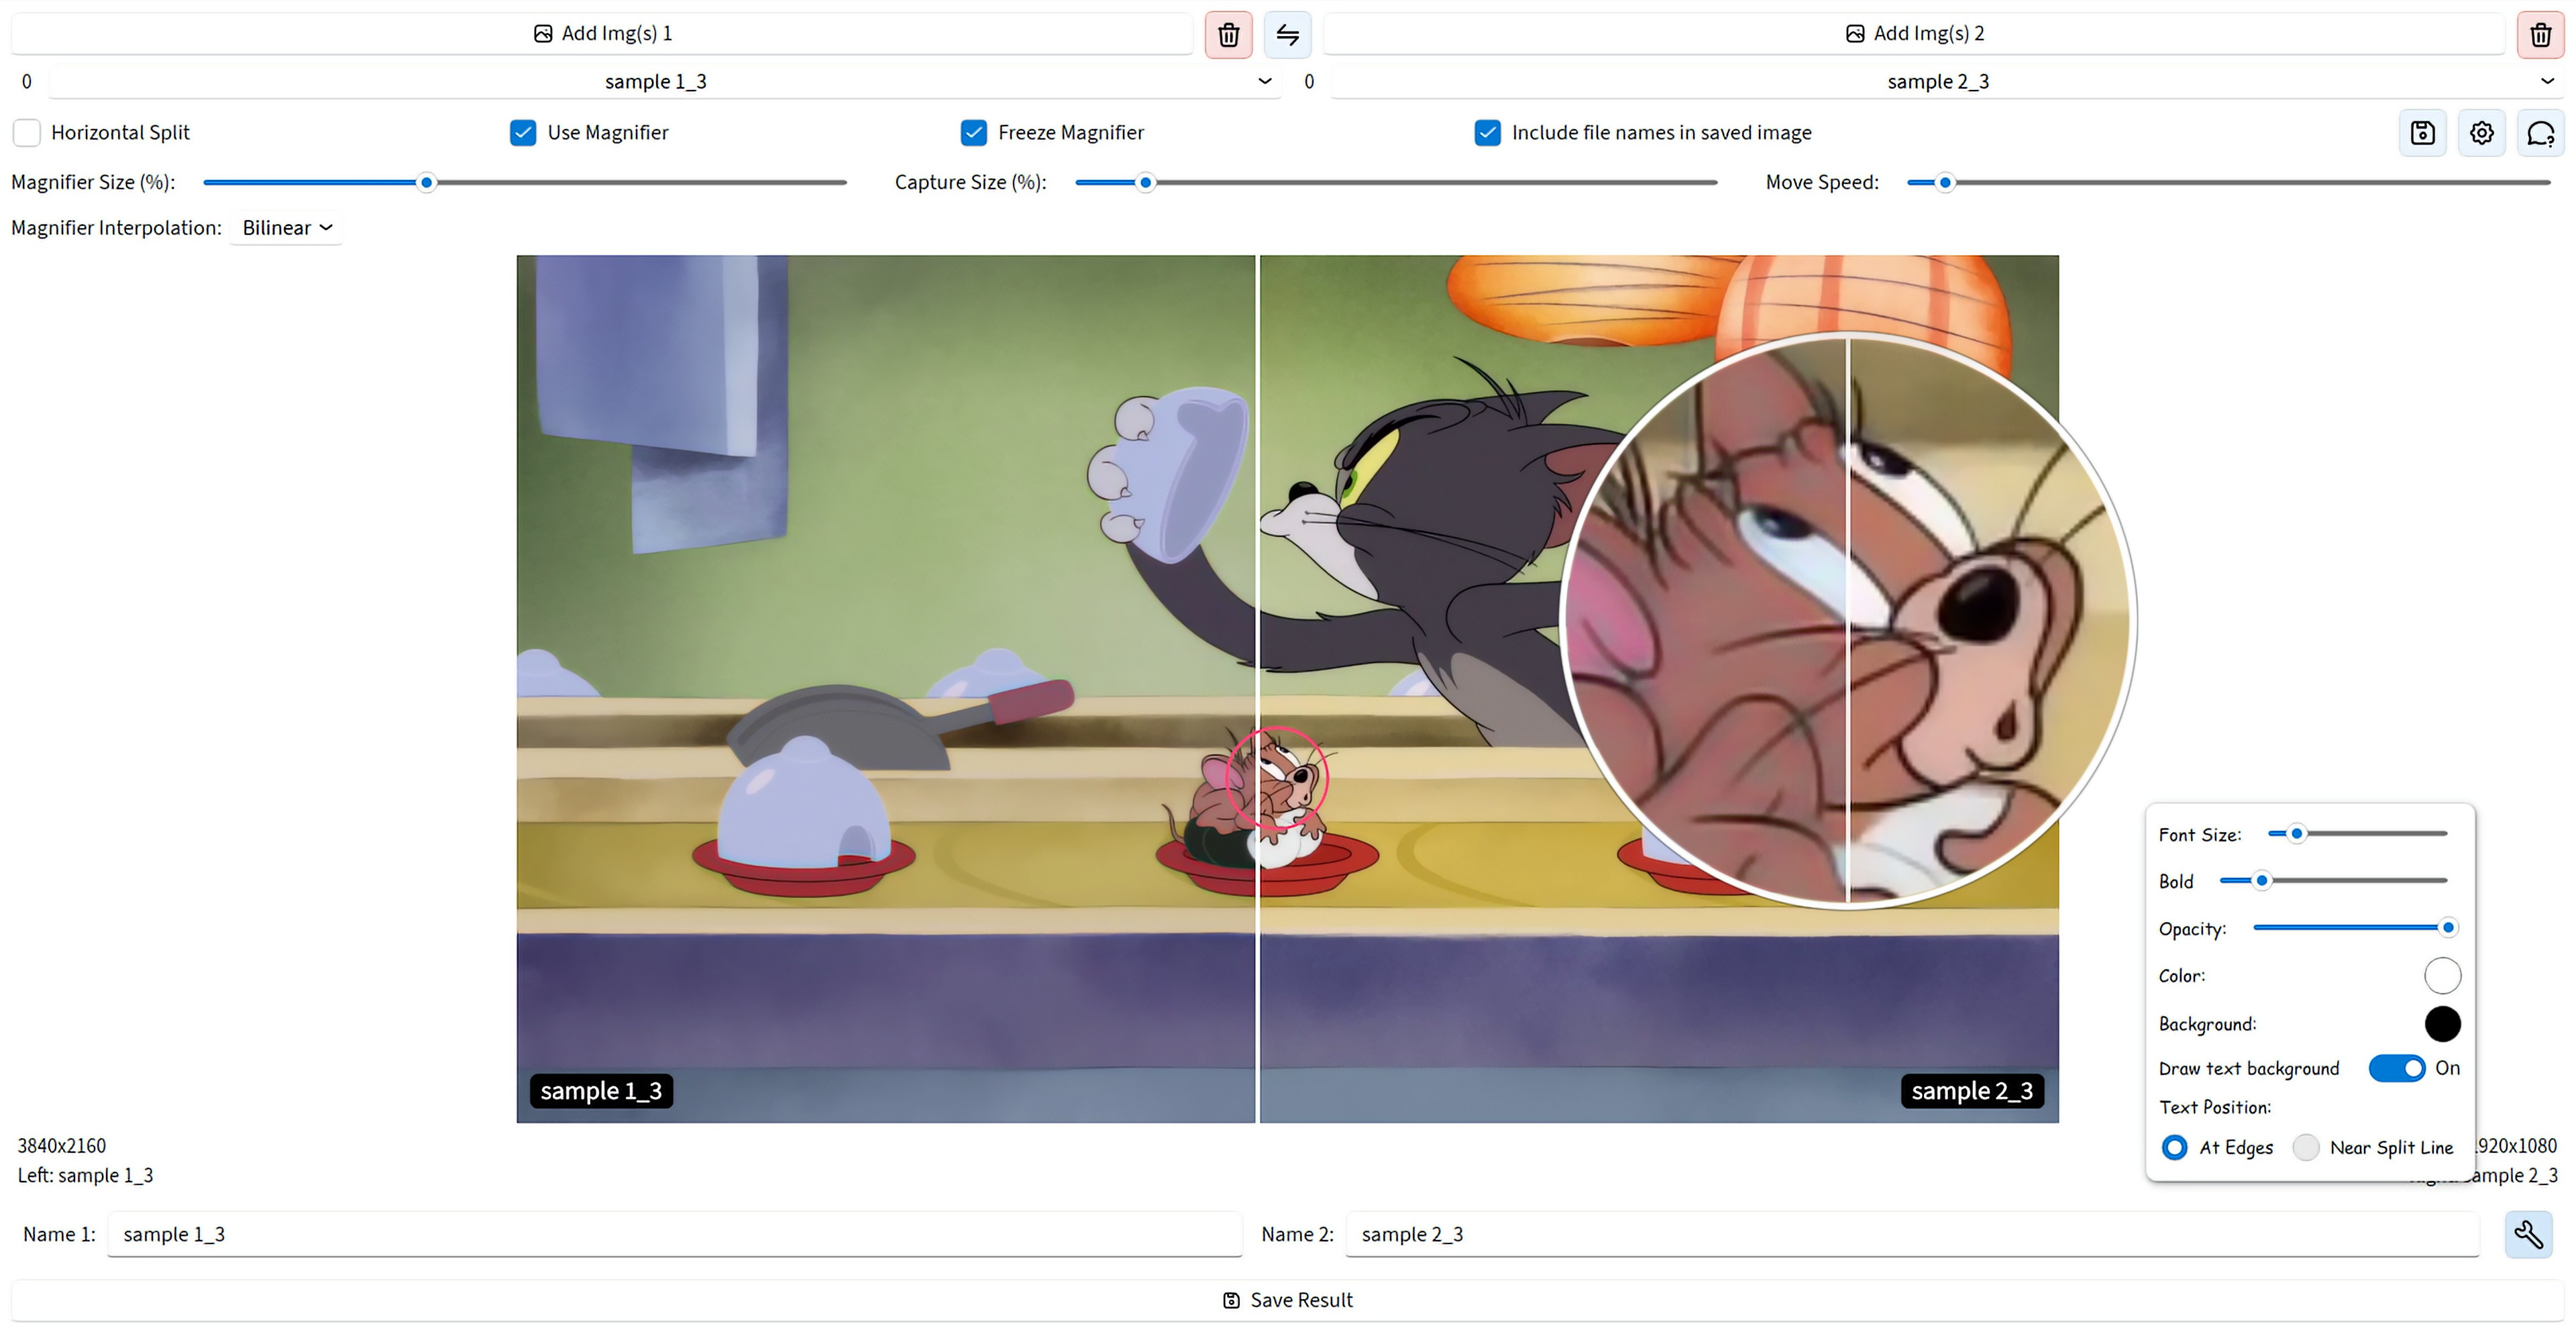 Add Img(s) 1
Add Img(s) 2
0 sample 1_3
0 sample 2_3
Horizontal Split
Use Magnifier
Freeze Magnifier
Include file names in saved image
Magnifier Size (%):
Capture Size (%):
Move Speed:
Magnifier Interpolation: Bilinear
Font Size:
Bold
Opacity:
Color:
Background:
Draw text background On
Text Position:
At Edges Near Split Line
sample 1_3
sample 2_3
3840x2160
920x1080
Left: sample 1_3
2_3
Name 1: sample 1_3
Name 2: sample 2_3
Save Result